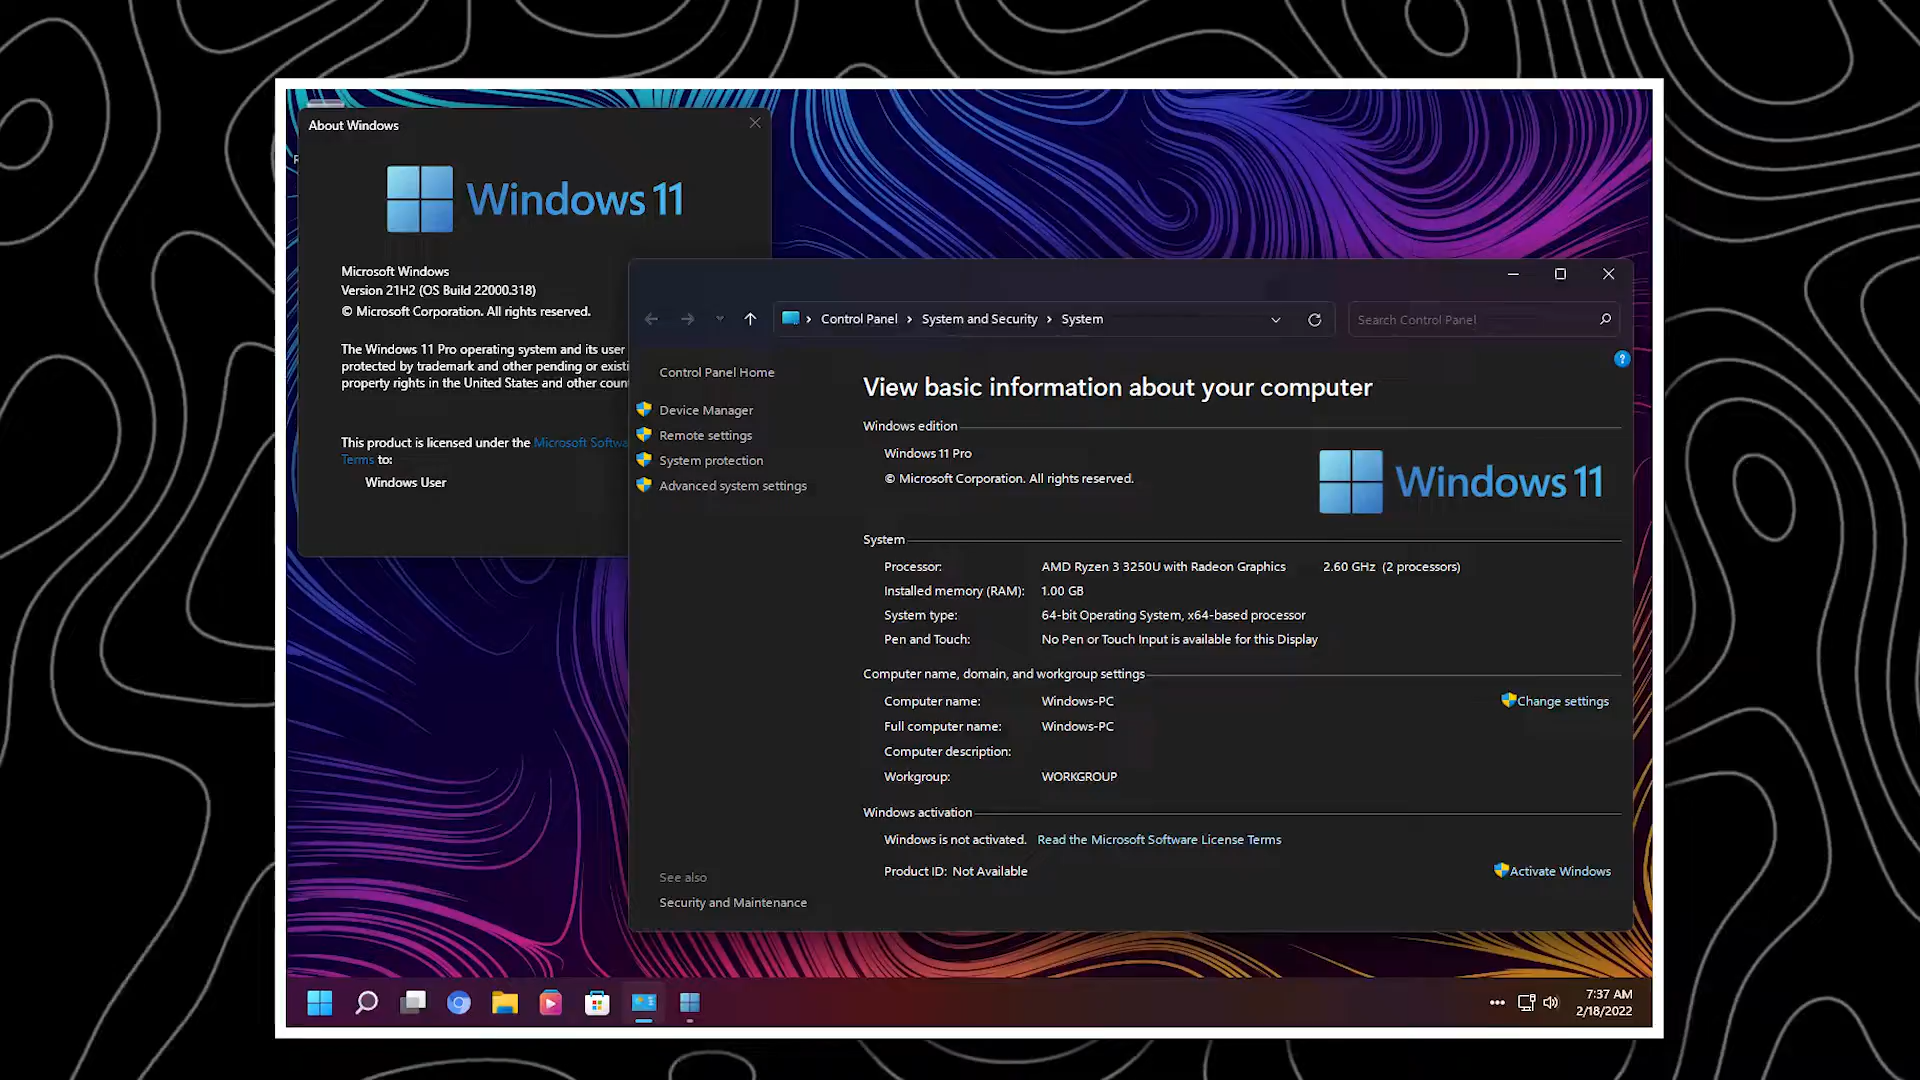 About Windows
Windows 11
Microsoft Windows
Version 21H2 (OS Build 22000.318)
© Microsoft Corporation. All rights reserved.
The Windows 11 Pro operating system and its user
protected by trademark and other pending or existi
property rights in the United States and other coun
This product is licensed under the Microsoft Softwa
Terms to:
Windows User
Control Panel > System and Security > System
Search Control Panel
Control Panel Home
Device Manager
Remote settings
System protection
Advanced system settings
See also
Security and Maintenance
View basic information about your computer
Windows edition
Windows 11 Pro
© Microsoft Corporation. All rights reserved.
Windows 11
System
Processor: AMD Ryzen 3 3250U with Radeon Graphics 2.60 GHz (2 processors)
Installed memory (RAM): 1.00 GB
System type: 64-bit Operating System, x64-based processor
Pen and Touch: No Pen or Touch Input is available for this Display
Computer name, domain, and workgroup settings
Computer name: Windows-PC
Change settings
Full computer name: Windows-PC
Computer description:
Workgroup: WORKGROUP
Windows activation
Windows is not activated. Read the Microsoft Software License Terms
Product ID: Not Available
Activate Windows
7:37 AM
2/18/2022